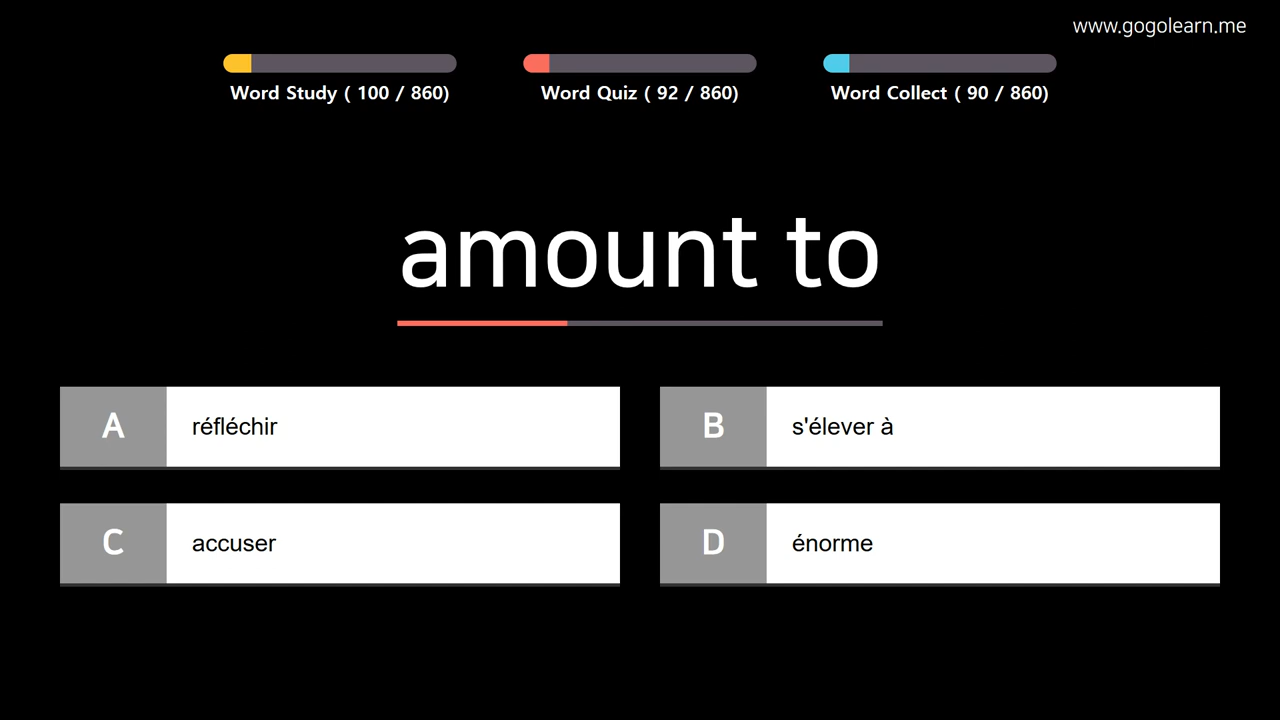 www.gogolearn.me
Word Study ( 100 / 860)
Word Quiz ( 92 / 860)
Word Collect ( 90 / 860)
amount to
A réfléchir
B s'élever à
C accuser
D énorme